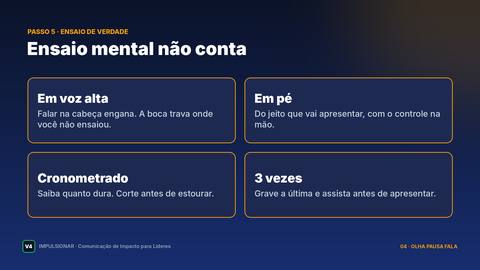 PASSO 5 · ENSAIO DE VERDADE
Ensaio mental não conta
Em voz alta
Falar na cabeça engana. A boca trava onde
você não ensaiou.
Em pé
Do jeito que vai apresentar, com o controle na
mão.
Cronometrado
Saiba quanto dura. Corte antes de estourar.
3 vezes
Grave a última e assista antes de apresentar.
V4
IMPULSIONAR · Comunicação de Impacto para Líderes
04 · OLHA PAUSA FALA